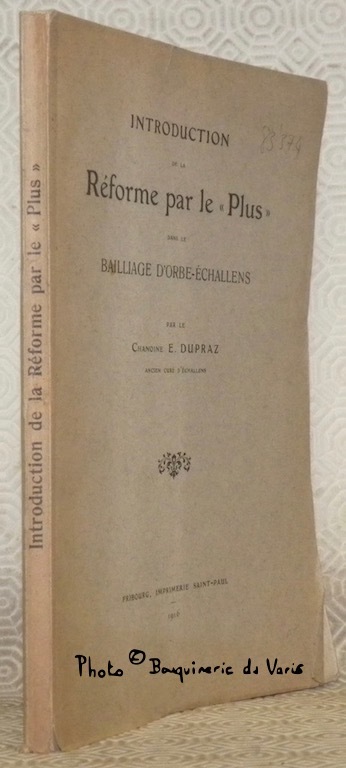 Introduction de la Réforme par le « Plus »
INTRODUCTION
DE LA
Réforme par le « Plus »
DANS LE
BAILLIAGE D'ORBE-ÉCHALLENS
PAR LE
CHANOINE E. DUPRAZ
ANCIEN CURÉ D'ÉCHALLENS
FRIBOURG, IMPRIMERIE SAINT-PAUL
Photo © Bouquinerie du Varis